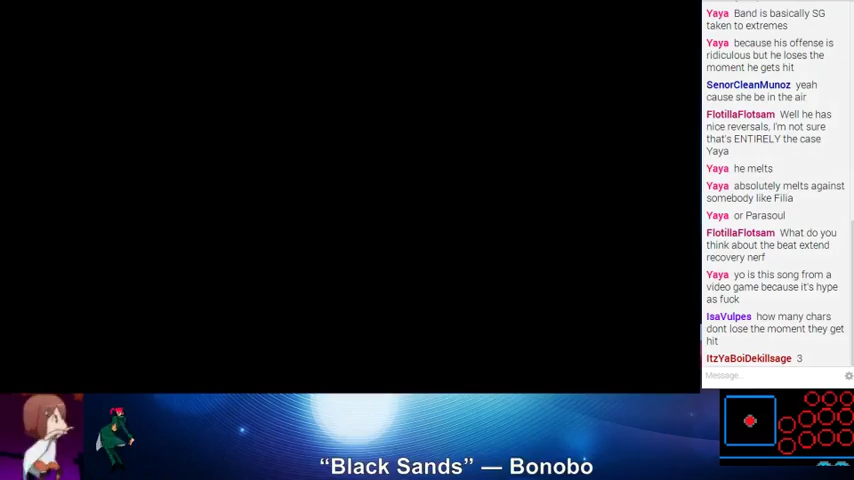 Yaya Band is basically SG
taken to extremes
Yaya because his offense is
ridiculous but he loses the
moment he gets hit
SenorCleanMunoz yeah
cause she be in the air
FlotillaFlotsam Well he has
nice reversals, I'm not sure
that's ENTIRELY the case
Yaya
Yaya he melts
Yaya absolutely melts against
somebody like Filia
Yaya or Parasoul
FlotillaFlotsam What do you
think about the beat extend
recovery nerf
Yaya yo is this song from a
video game because it's hype
as fuck
IsaVulpes how many chars
dont lose the moment they get
hit
ItzYaBoiDekillsage 3
Message...
“Black Sands” — Bonobo